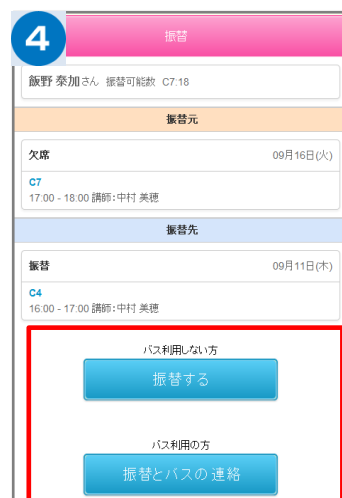 4
振替
飯野 奈加さん 振替可能数 C7:18
振替元
欠席 09月16日(火)
C7
17:00 - 18:00 講師:中村 美穂
振替先
振替 09月11日(木)
C4
16:00 - 17:00 講師:中村 美穂
バス利用しない方
振替する
バス利用の方
振替とバスの連絡